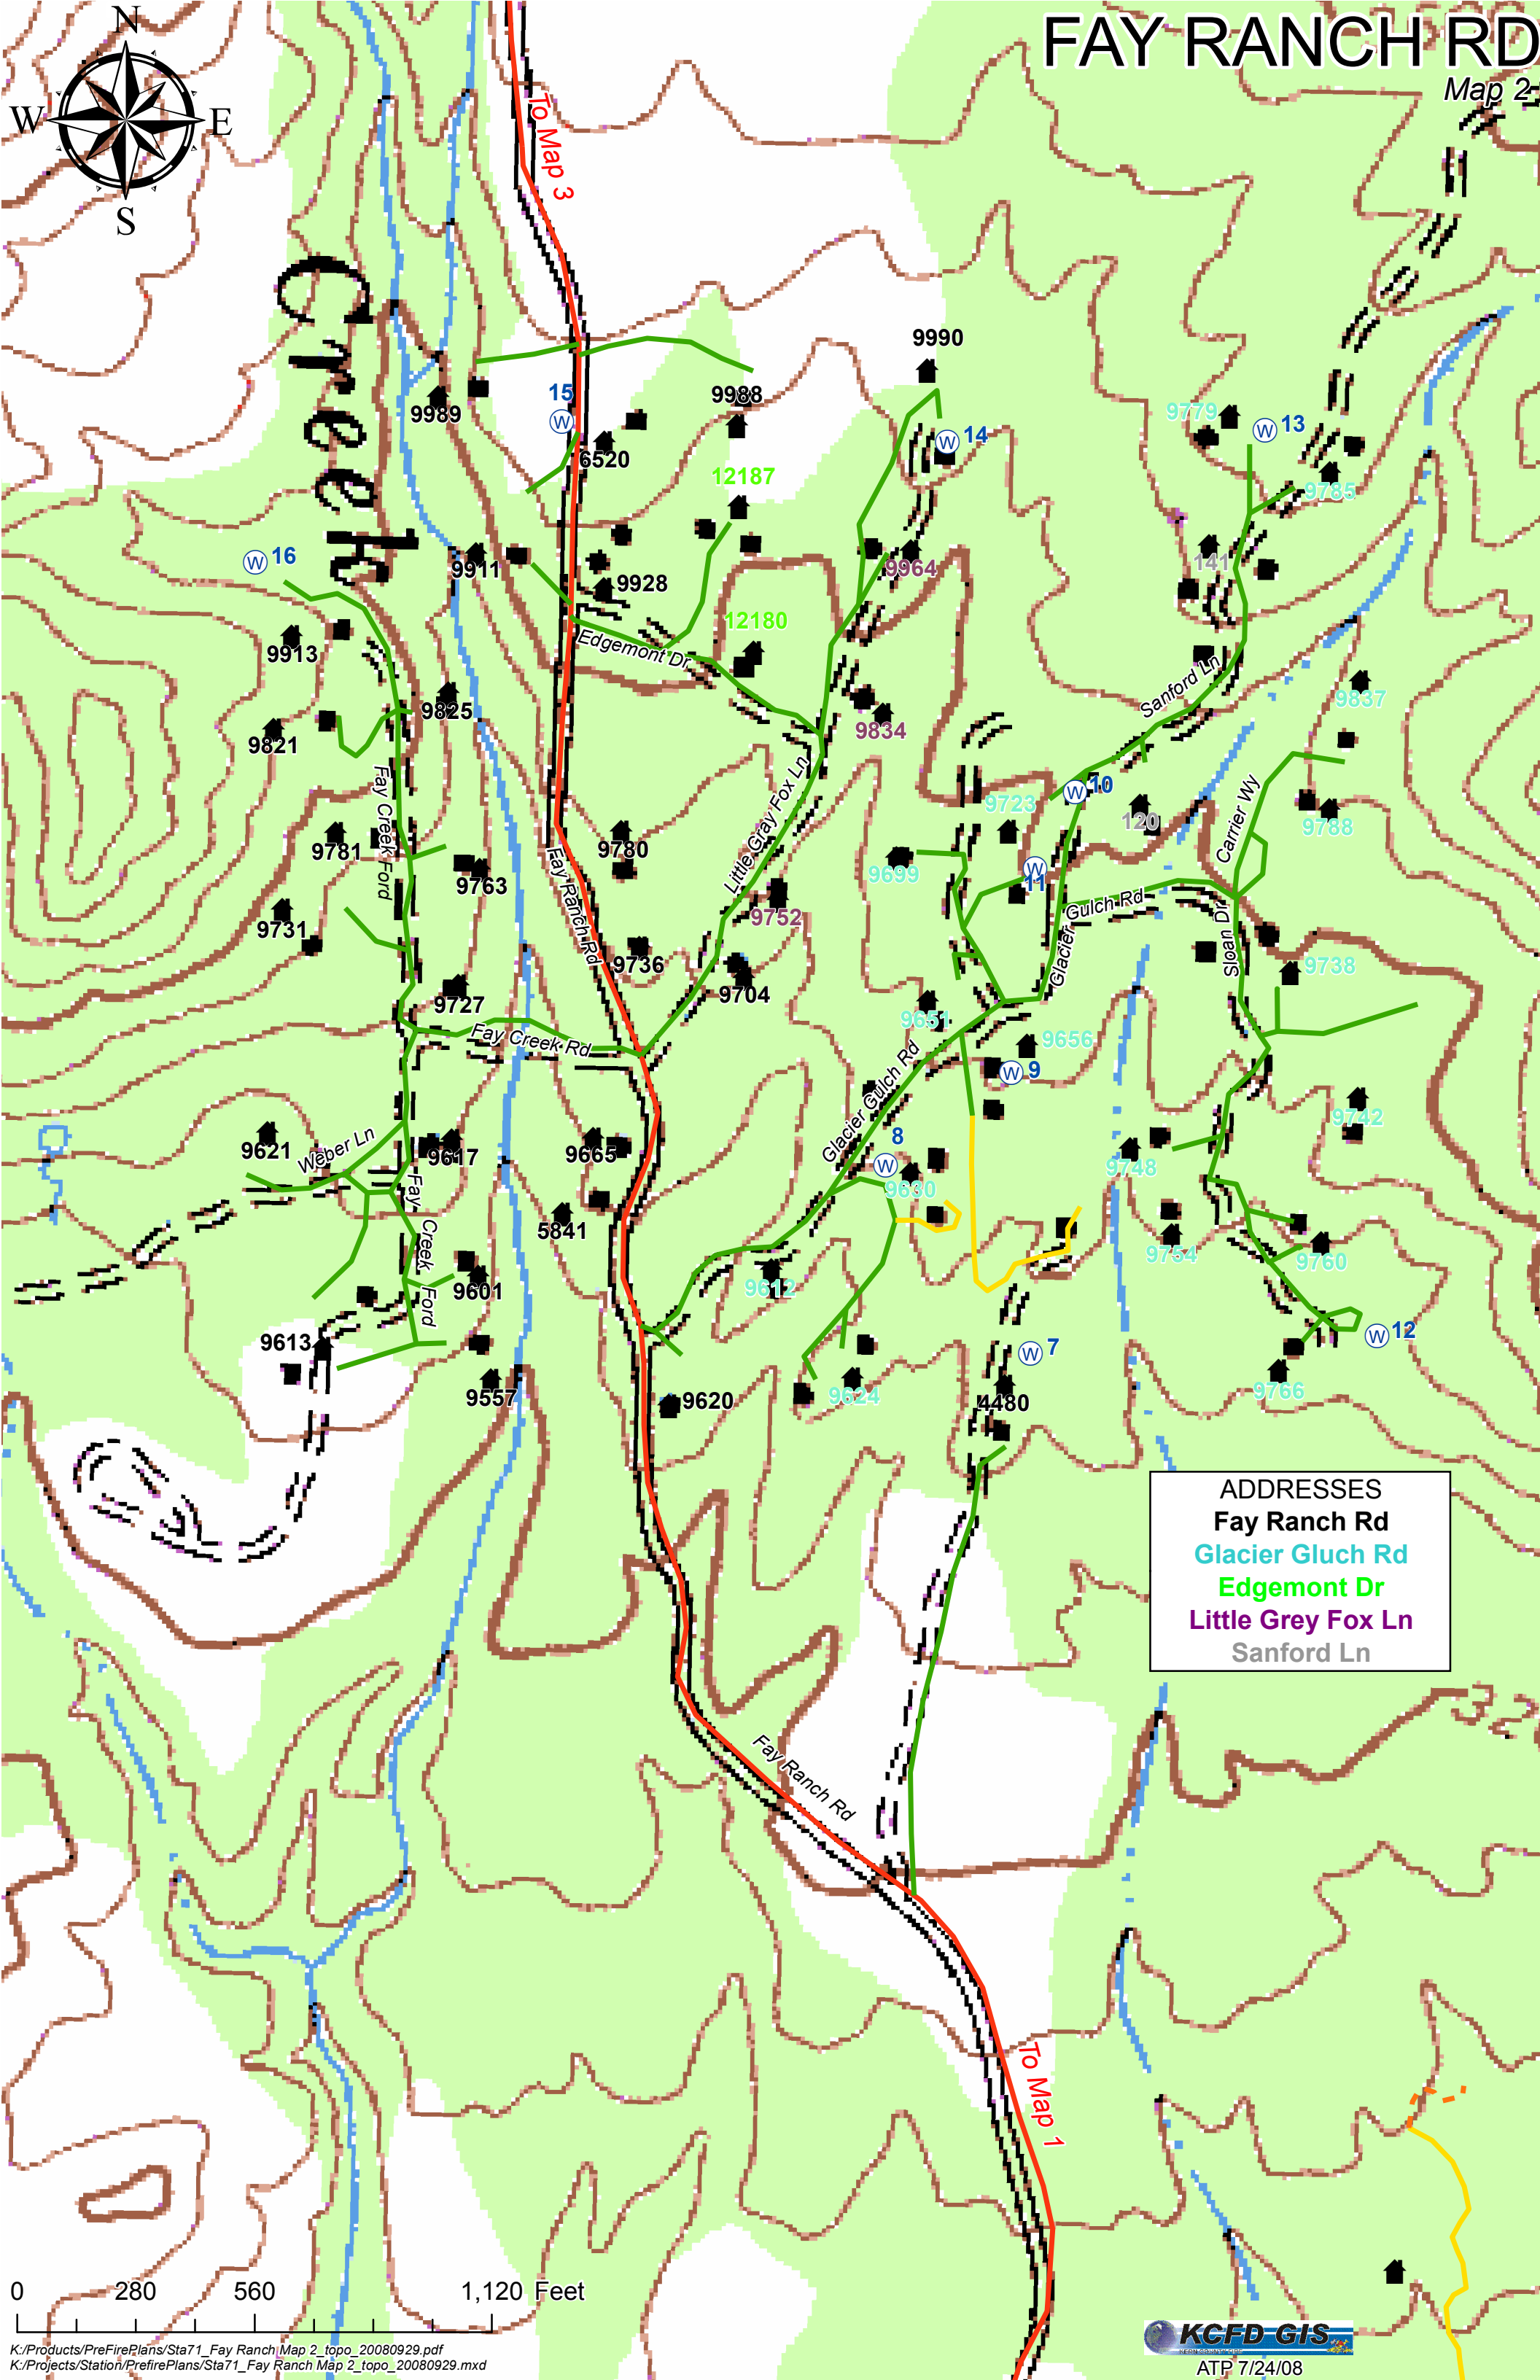 FAY RANCH RD
Map 2
N
W
E
S
To Map 3
Creek
9990
9989
15
W
9988
6520
12187
W 14
9779
W 13
9785
W 16
9911
9928
9964
141
12180
9913
Edgemont Dr
Sanford Ln
9837
9825
9821
9834
Fay Creek Ford
Little Gray Fox Ln
9723
W 10
120
Carrier Wy
9788
9781
9763
9780
Fay Ranch Rd
9699
W
11
Gulch Rd
Glacier
9731
9752
Sloan Dr
9736
9704
9738
9727
9651
Fay Creek Rd
9656
W 9
Glacier Gulch Rd
9742
9621
Weber Ln
9617
9665
8
W
9630
9748
Fay Creek Ford
5841
9754
9760
9601
9612
9613
W 7
W 12
9557
9620
9624
4480
9766
ADDRESSES
Fay Ranch Rd
Glacier Gluch Rd
Edgemont Dr
Little Grey Fox Ln
Sanford Ln
32
Fay Ranch Rd
To Map 1
0 280 560 1,120 Feet
K:/Products/PreFirePlans/Sta71_Fay Ranch Map 2_topo_20080929.pdf
K:/Projects/Station/PrefirePlans/Sta71_Fay Ranch Map 2_topo_20080929.mxd
KCFD GIS
ATP 7/24/08